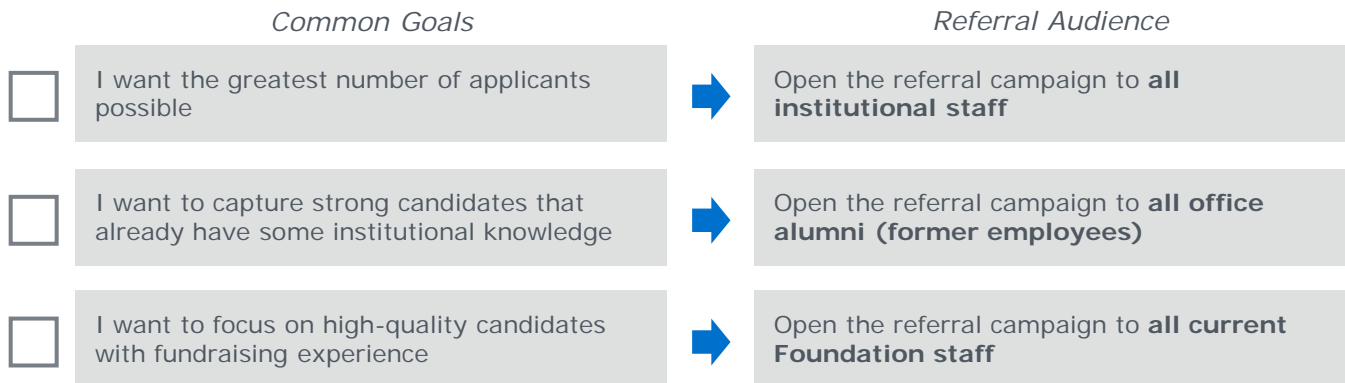 Common Goals
Referral Audience
I want the greatest number of applicants
possible
Open the referral campaign to all
institutional staff
I want to capture strong candidates that
already have some institutional knowledge
Open the referral campaign to all office
alumni (former employees)
I want to focus on high-quality candidates
with fundraising experience
Open the referral campaign to all current
Foundation staff